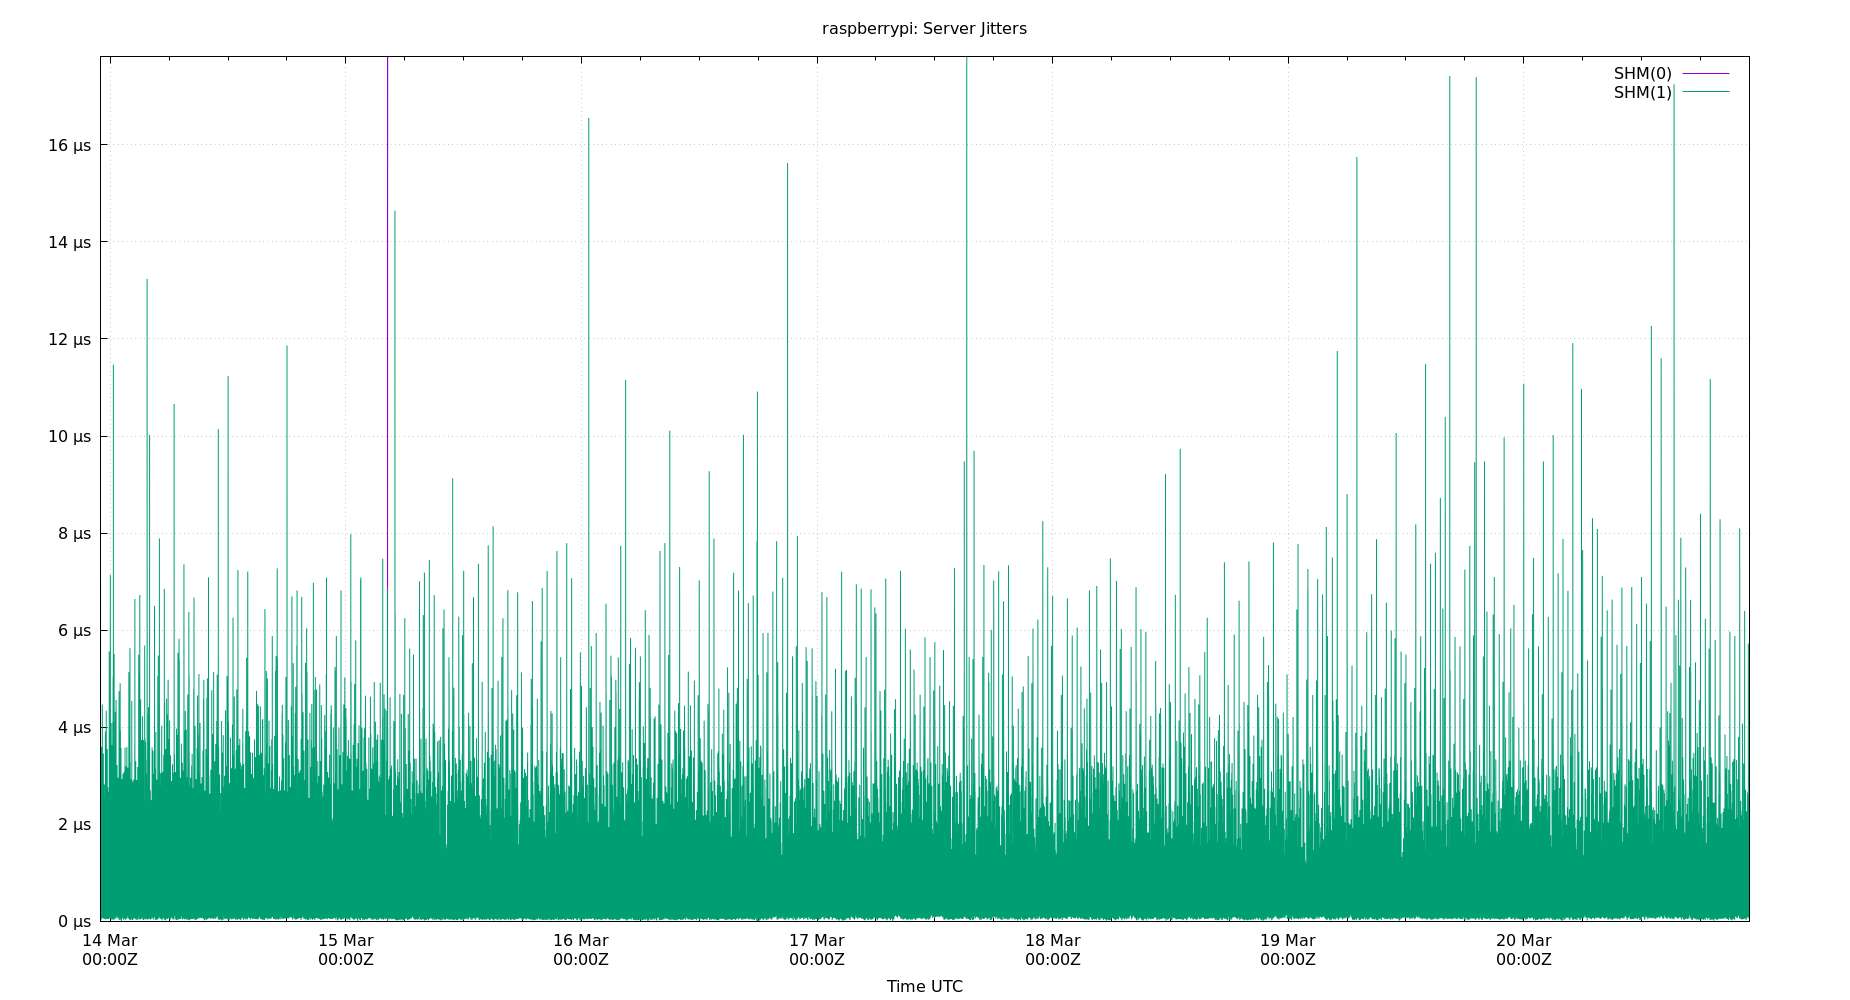 raspberrypi: Server Jitters
SHM(0)
SHM(1)
16 µs
14 µs
12 µs
10 µs
8 µs
6 µs
4 µs
2 µs
0 µs
14 Mar 15 Mar 16 Mar 17 Mar 18 Mar 19 Mar 20 Mar
00:00Z 00:00Z 00:00Z 00:00Z 00:00Z 00:00Z 00:00Z
Time UTC